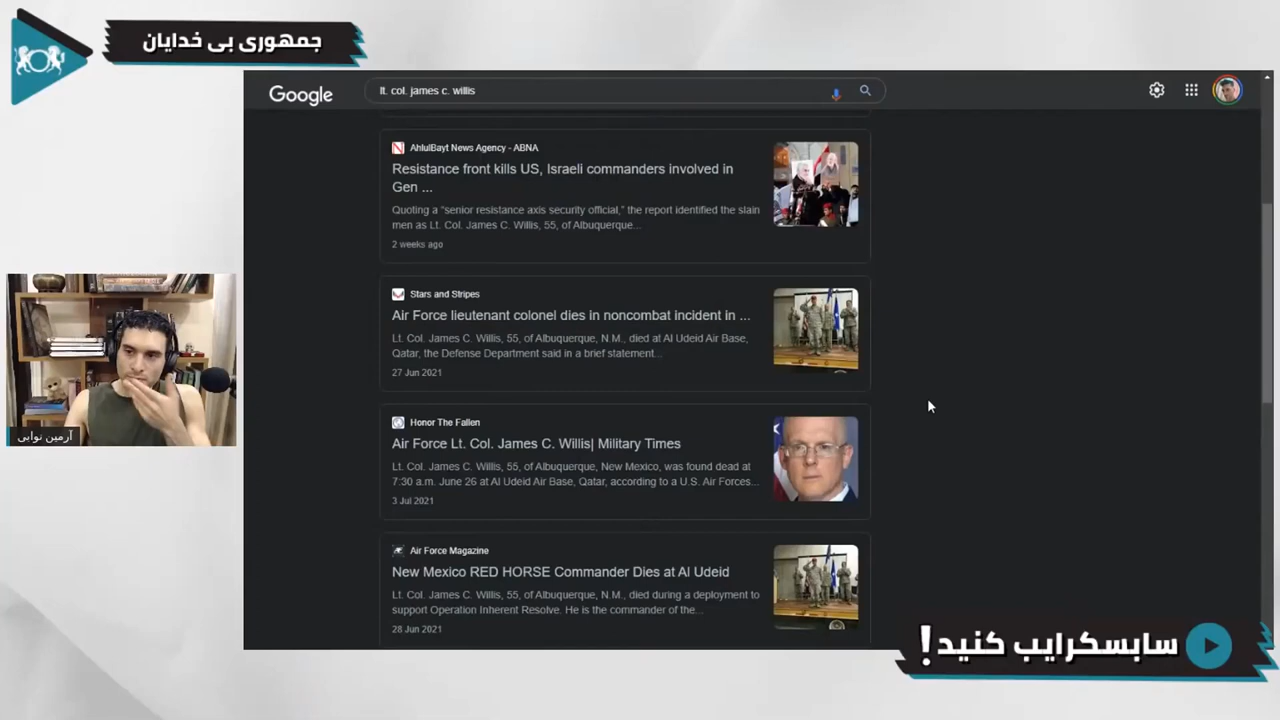 جمهوری بی خدایان
Google
lt. col. james c. willis
AhlulBayt News Agency - ABNA
Resistance front kills US, Israeli commanders involved in
Gen ...
Quoting a “senior resistance axis security official,” the report identified the slain
men as Lt. Col. James C. Willis, 55, of Albuquerque...
2 weeks ago
Stars and Stripes
Air Force lieutenant colonel dies in noncombat incident in ...
Lt. Col. James C. Willis, 55, of Albuquerque, N.M., died at Al Udeid Air Base,
Qatar, the Defense Department said in a brief statement...
27 Jun 2021
Honor The Fallen
Air Force Lt. Col. James C. Willis| Military Times
Lt. Col. James C. Willis, 55, of Albuquerque, New Mexico, was found dead at
7:30 a.m. June 26 at Al Udeid Air Base, Qatar, according to a U.S. Air Forces...
3 Jul 2021
Air Force Magazine
New Mexico RED HORSE Commander Dies at Al Udeid
Lt. Col. James C. Willis, 55, of Albuquerque, N.M., died during a deployment to
support Operation Inherent Resolve. He is the commander of the...
28 Jun 2021
آرمین نوابی
سابسکرایب کنید!